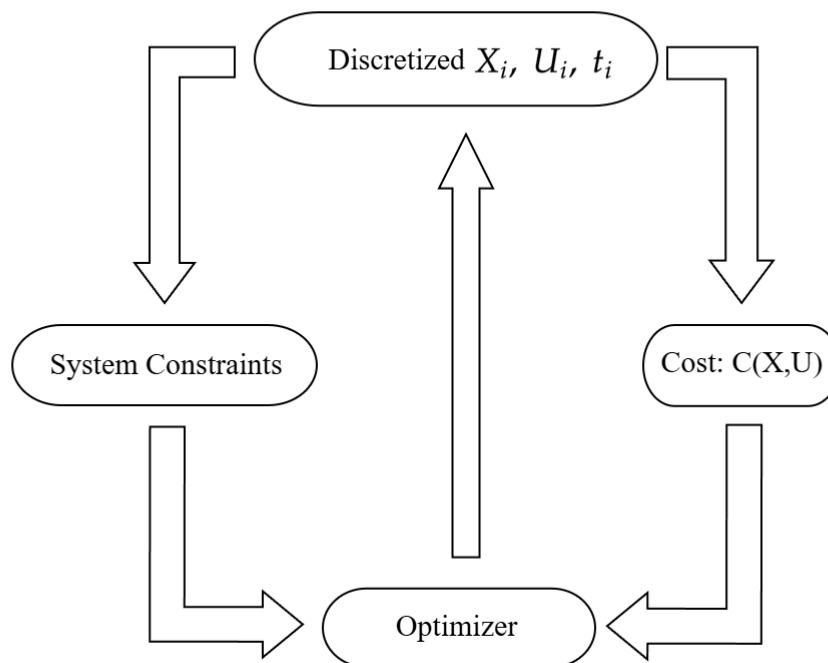 Discretized X_i, U_i, t_i
System Constraints
Cost: C(X,U)
Optimizer